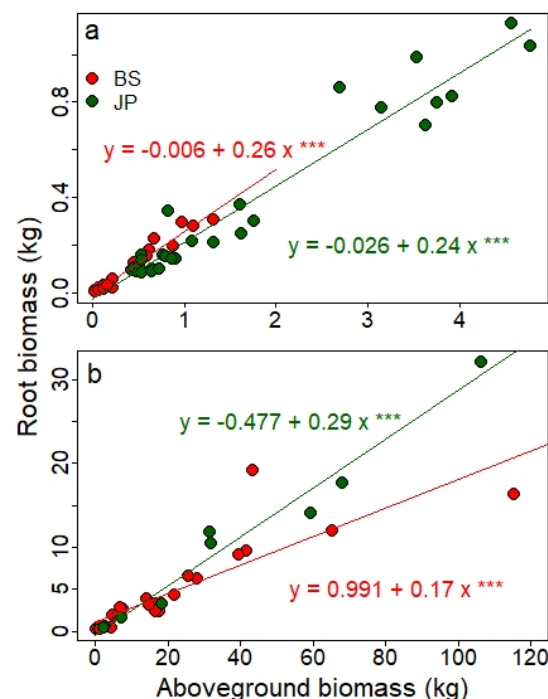 a
BS
JP
y = -0.006 + 0.26 x ***
y = -0.026 + 0.24 x ***
0.0
0.4
0.8
0
1
2
3
4
Root biomass (kg)
b
y = -0.477 + 0.29 x ***
y = 0.991 + 0.17 x ***
0
5
10
20
30
0
20
40
60
80
100
120
Aboveground biomass (kg)